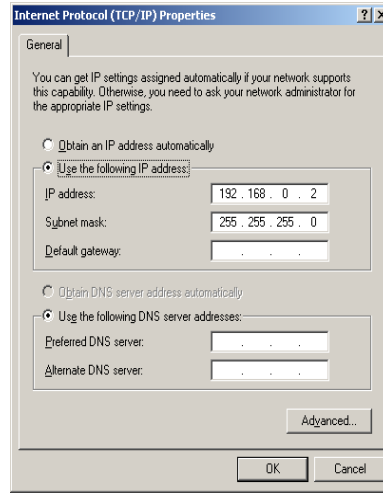 Internet Protocol (TCP/IP) Properties
General
You can get IP settings assigned automatically if your network supports
this capability. Otherwise, you need to ask your network administrator for
the appropriate IP settings.
Obtain an IP address automatically
Use the following IP address:
IP address: 192 . 168 . 0 . 2
Subnet mask: 255 . 255 . 255 . 0
Default gateway: . . .
Obtain DNS server address automatically
Use the following DNS server addresses:
Preferred DNS server: . . .
Alternate DNS server: . . .
Advanced...
OK Cancel